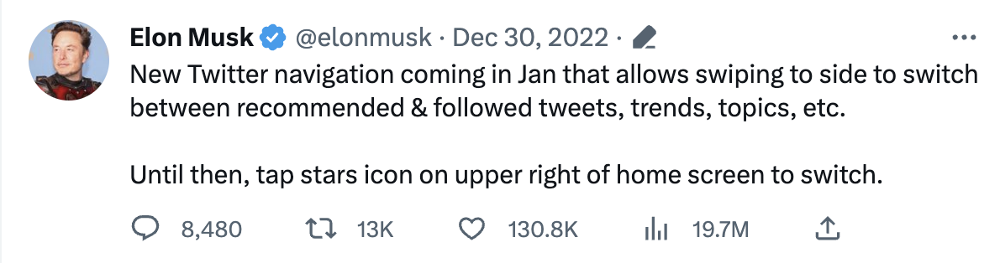 Elon Musk @elonmusk · Dec 30, 2022 ·
New Twitter navigation coming in Jan that allows swiping to side to switch
between recommended & followed tweets, trends, topics, etc.
Until then, tap stars icon on upper right of home screen to switch.
8,480 13K 130.8K 19.7M